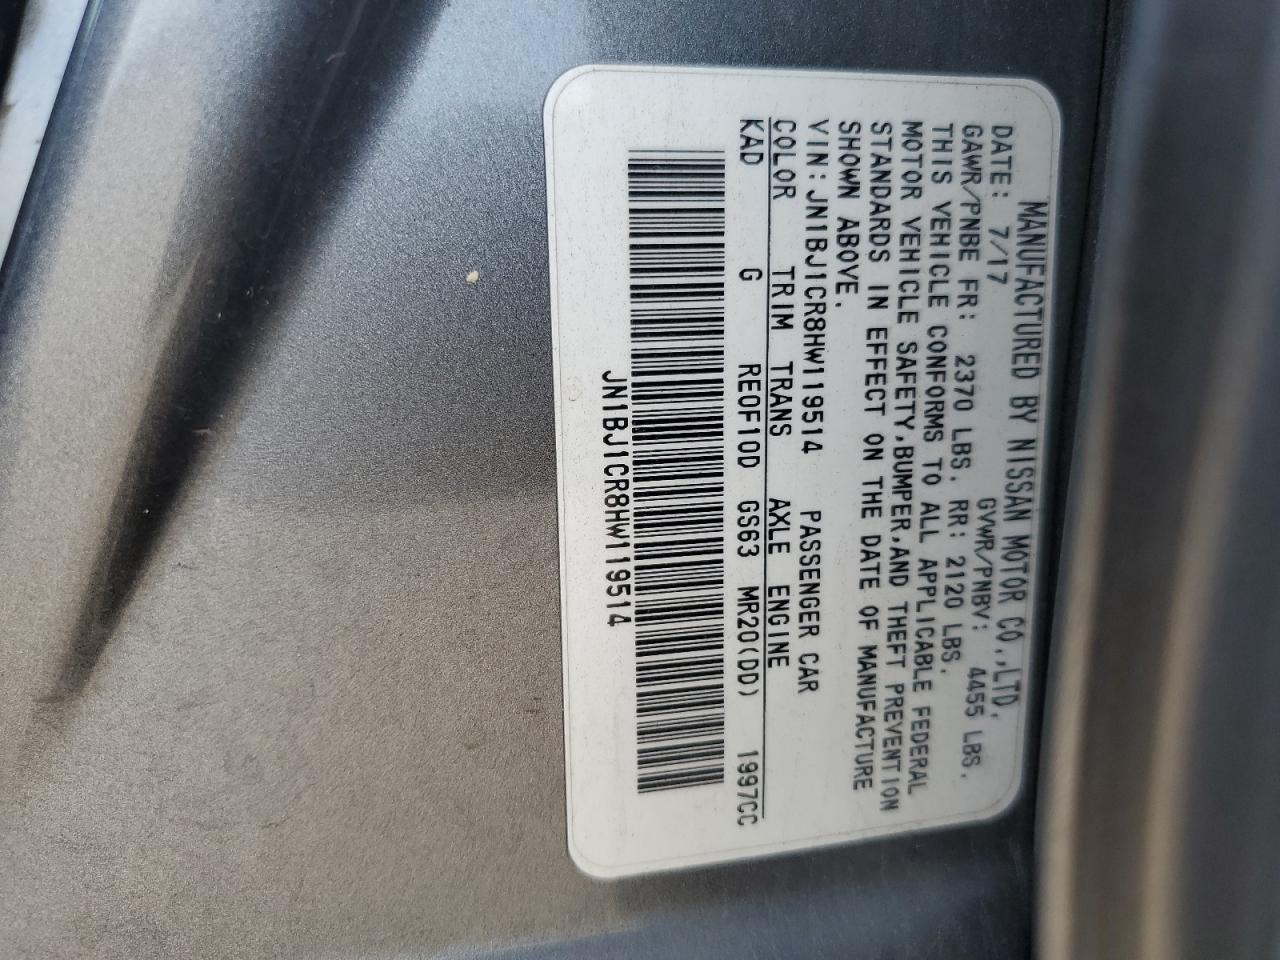 MANUFACTURED BY NISSAN MOTOR CO.,LTD.
DATE: 7/17 GVWR/PNBV: 4455 LBS.
GAWR/PNBE FR: 2370 LBS. RR: 2120 LBS.
THIS VEHICLE CONFORMS TO ALL APPLICABLE FEDERAL
MOTOR VEHICLE SAFETY,BUMPER,AND THEFT PREVENTION
STANDARDS IN EFFECT ON THE DATE OF MANUFACTURE
SHOWN ABOVE.
VIN:JN1BJ1CR8HW119514 PASSENGER CAR
COLOR TRIM TRANS AXLE ENGINE
KAD G RE0F10D GS63 MR20(DD) 1997CC
JN1BJ1CR8HW119514